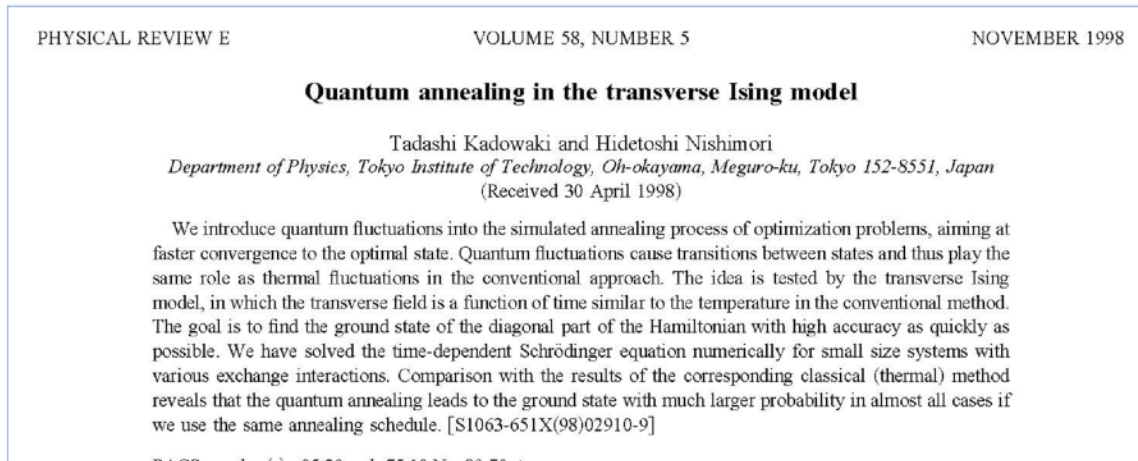 PHYSICAL REVIEW E VOLUME 58, NUMBER 5 NOVEMBER 1998
Quantum annealing in the transverse Ising model
Tadashi Kadowaki and Hidetoshi Nishimori
Department of Physics, Tokyo Institute of Technology, Oh-okayama, Meguro-ku, Tokyo 152-8551, Japan
(Received 30 April 1998)
We introduce quantum fluctuations into the simulated annealing process of optimization problems, aiming at
faster convergence to the optimal state. Quantum fluctuations cause transitions between states and thus play the
same role as thermal fluctuations in the conventional approach. The idea is tested by the transverse Ising
model, in which the transverse field is a function of time similar to the temperature in the conventional method.
The goal is to find the ground state of the diagonal part of the Hamiltonian with high accuracy as quickly as
possible. We have solved the time-dependent Schrödinger equation numerically for small size systems with
various exchange interactions. Comparison with the results of the corresponding classical (thermal) method
reveals that the quantum annealing leads to the ground state with much larger probability in almost all cases if
we use the same annealing schedule. [S1063-651X(98)02910-9]